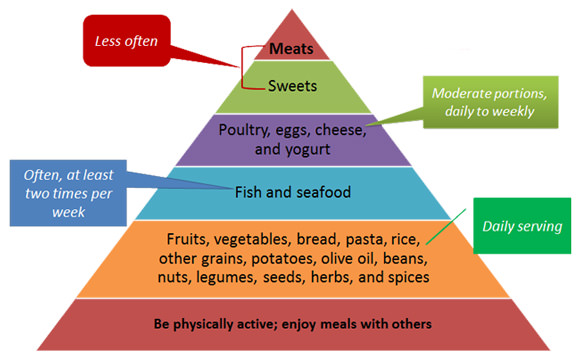 Less often
Meats
Sweets
Moderate portions,
daily to weekly
Poultry, eggs, cheese,
and yogurt
Often, at least
two times per
week
Fish and seafood
Daily serving
Fruits, vegetables, bread, pasta, rice,
other grains, potatoes, olive oil, beans,
nuts, legumes, seeds, herbs, and spices
Be physically active; enjoy meals with others